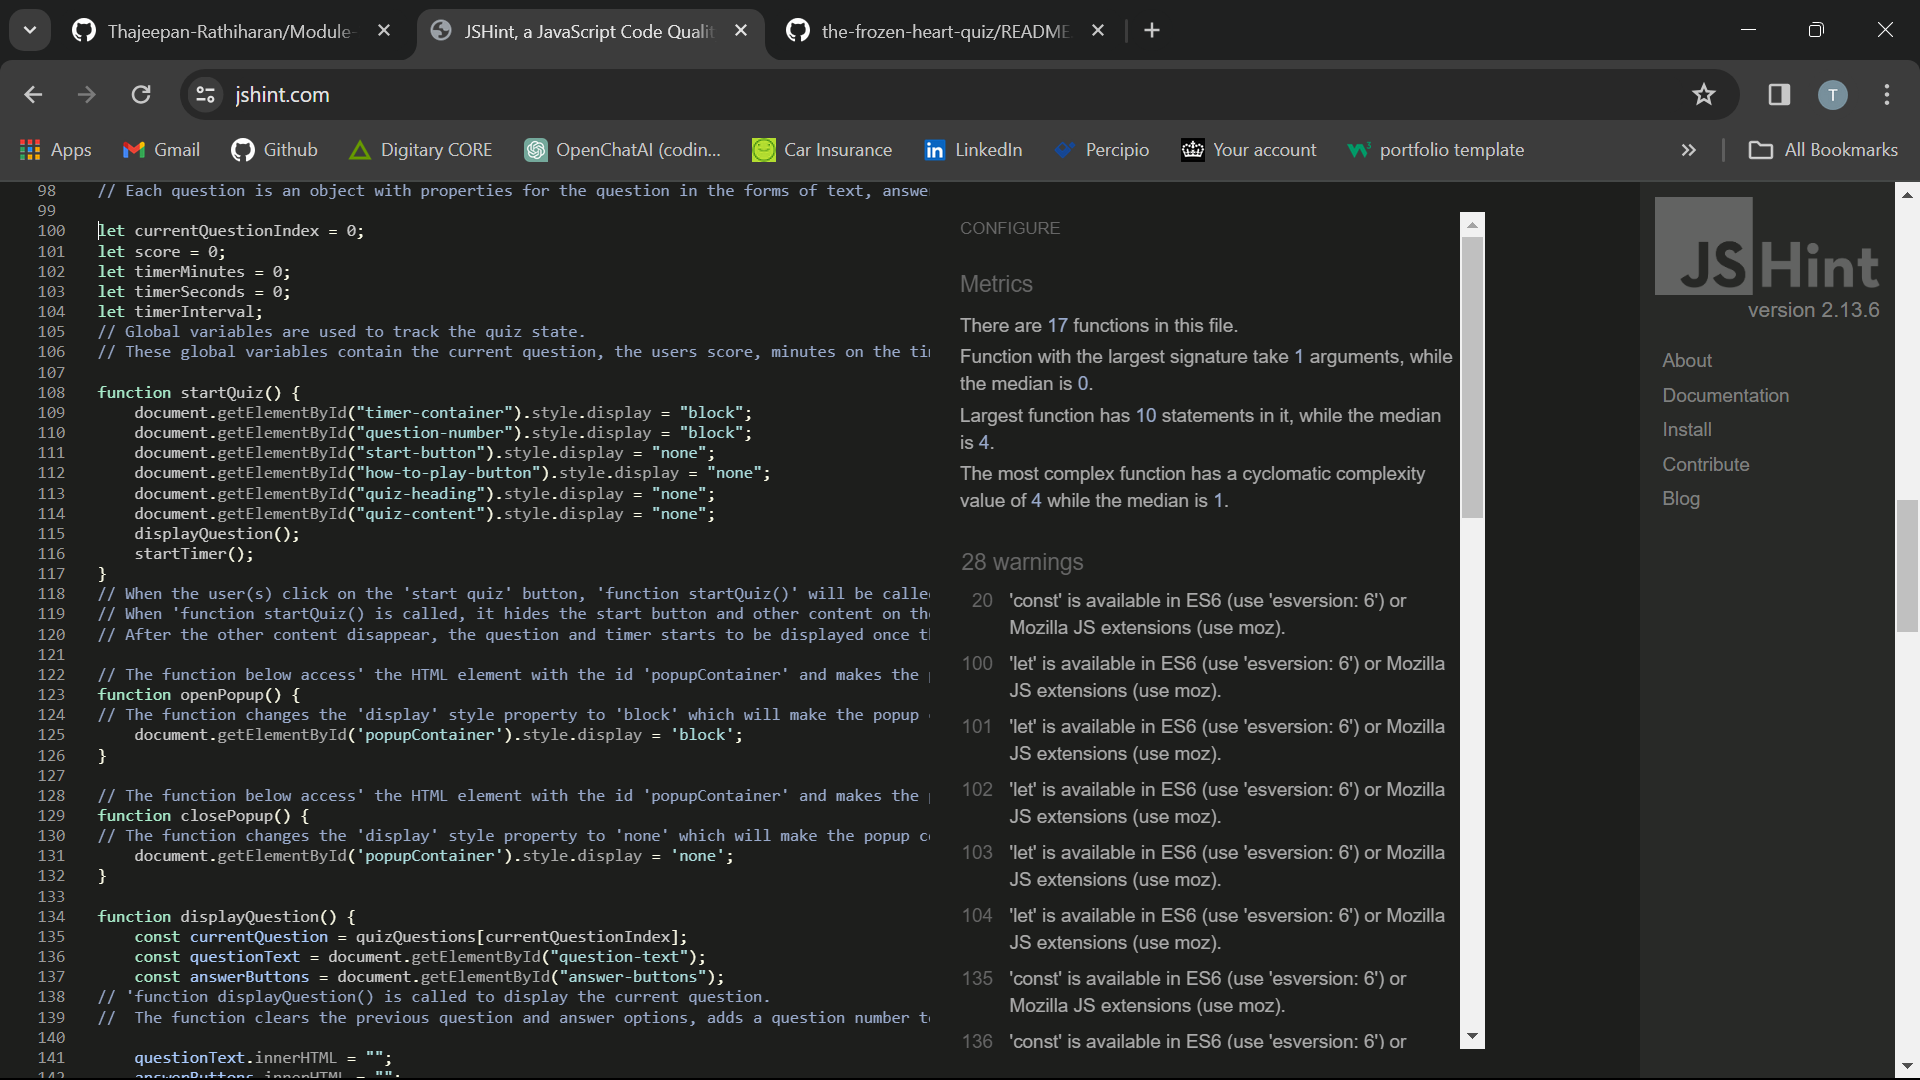 Thajeepan-Rathiharan/Module-
JSHint, a JavaScript Code Quali
the-frozen-heart-quiz/README
jshint.com
T
Apps
Gmail
Github
Digitary CORE
OpenChatAI (codin...
Car Insurance
LinkedIn
Percipio
Your account
portfolio template
»
All Bookmarks
98 // Each question is an object with properties for the question in the forms of text, answe
99
100 let currentQuestionIndex = 0;
101 let score = 0;
102 let timerMinutes = 0;
103 let timerSeconds = 0;
104 let timerInterval;
105 // Global variables are used to track the quiz state.
106 // These global variables contain the current question, the users score, minutes on the ti
107
108 function startQuiz() {
109 document.getElementById("timer-container").style.display = "block";
110 document.getElementById("question-number").style.display = "block";
111 document.getElementById("start-button").style.display = "none";
112 document.getElementById("how-to-play-button").style.display = "none";
113 document.getElementById("quiz-heading").style.display = "none";
114 document.getElementById("quiz-content").style.display = "none";
115 displayQuestion();
116 startTimer();
117 }
118 // When the user(s) click on the 'start quiz' button, 'function startQuiz()' will be calle
119 // When 'function startQuiz() is called, it hides the start button and other content on th
120 // After the other content disappear, the question and timer starts to be displayed once t
121
122 // The function below access' the HTML element with the id 'popupContainer' and makes the
123 function openPopup() {
124 // The function changes the 'display' style property to 'block' which will make the popup
125 document.getElementById('popupContainer').style.display = 'block';
126 }
127
128 // The function below access' the HTML element with the id 'popupContainer' and makes the
129 function closePopup() {
130 // The function changes the 'display' style property to 'none' which will make the popup c
131 document.getElementById('popupContainer').style.display = 'none';
132 }
133
134 function displayQuestion() {
135 const currentQuestion = quizQuestions[currentQuestionIndex];
136 const questionText = document.getElementById("question-text");
137 const answerButtons = document.getElementById("answer-buttons");
138 // 'function displayQuestion() is called to display the current question.
139 // The function clears the previous question and answer options, adds a question number t
140
141 questionText.innerHTML = "";
142 answerButtons.innerHTML = "";
CONFIGURE
Metrics
There are 17 functions in this file.
Function with the largest signature take 1 arguments, while
the median is 0.
Largest function has 10 statements in it, while the median
is 4.
The most complex function has a cyclomatic complexity
value of 4 while the median is 1.
28 warnings
20 'const' is available in ES6 (use 'esversion: 6') or
Mozilla JS extensions (use moz).
100 'let' is available in ES6 (use 'esversion: 6') or Mozilla
JS extensions (use moz).
101 'let' is available in ES6 (use 'esversion: 6') or Mozilla
JS extensions (use moz).
102 'let' is available in ES6 (use 'esversion: 6') or Mozilla
JS extensions (use moz).
103 'let' is available in ES6 (use 'esversion: 6') or Mozilla
JS extensions (use moz).
104 'let' is available in ES6 (use 'esversion: 6') or Mozilla
JS extensions (use moz).
135 'const' is available in ES6 (use 'esversion: 6') or
Mozilla JS extensions (use moz).
136 'const' is available in ES6 (use 'esversion: 6') or
JSHint
version 2.13.6
About
Documentation
Install
Contribute
Blog